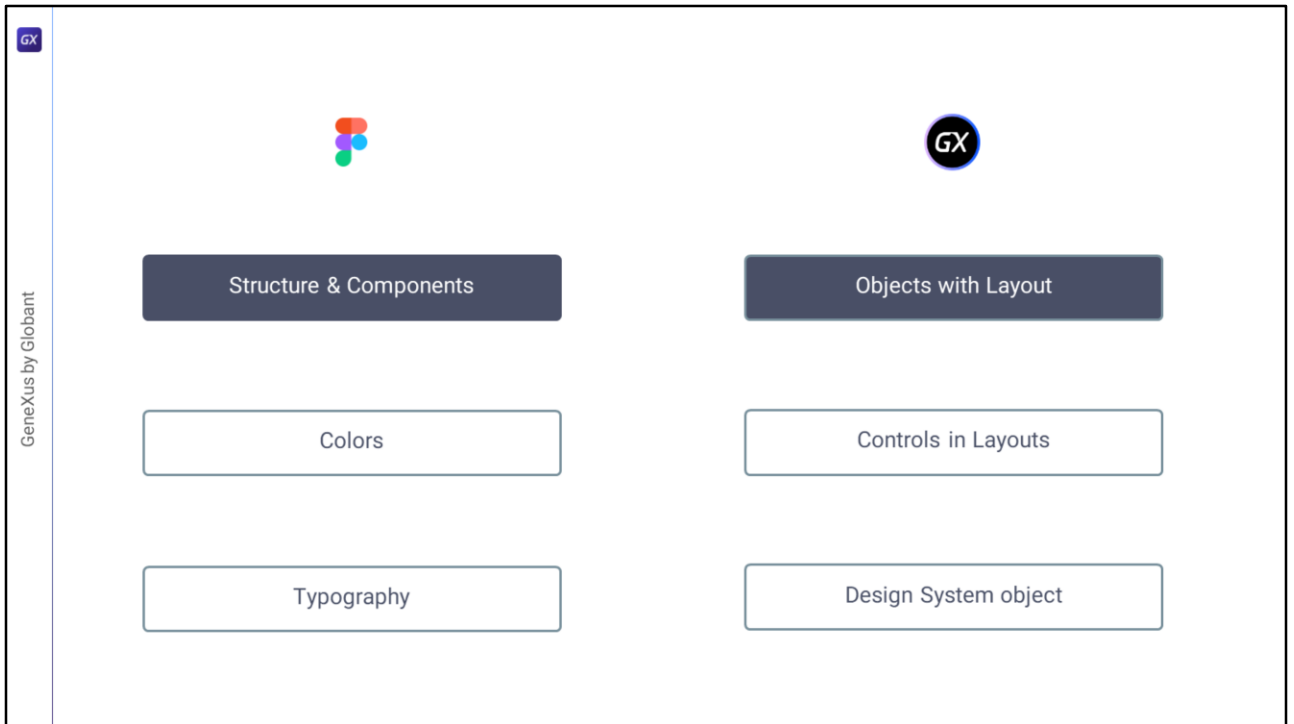 GX
GeneXus by Globant
GX
Structure & Components
Objects with Layout
Colors
Controls in Layouts
Typography
Design System object